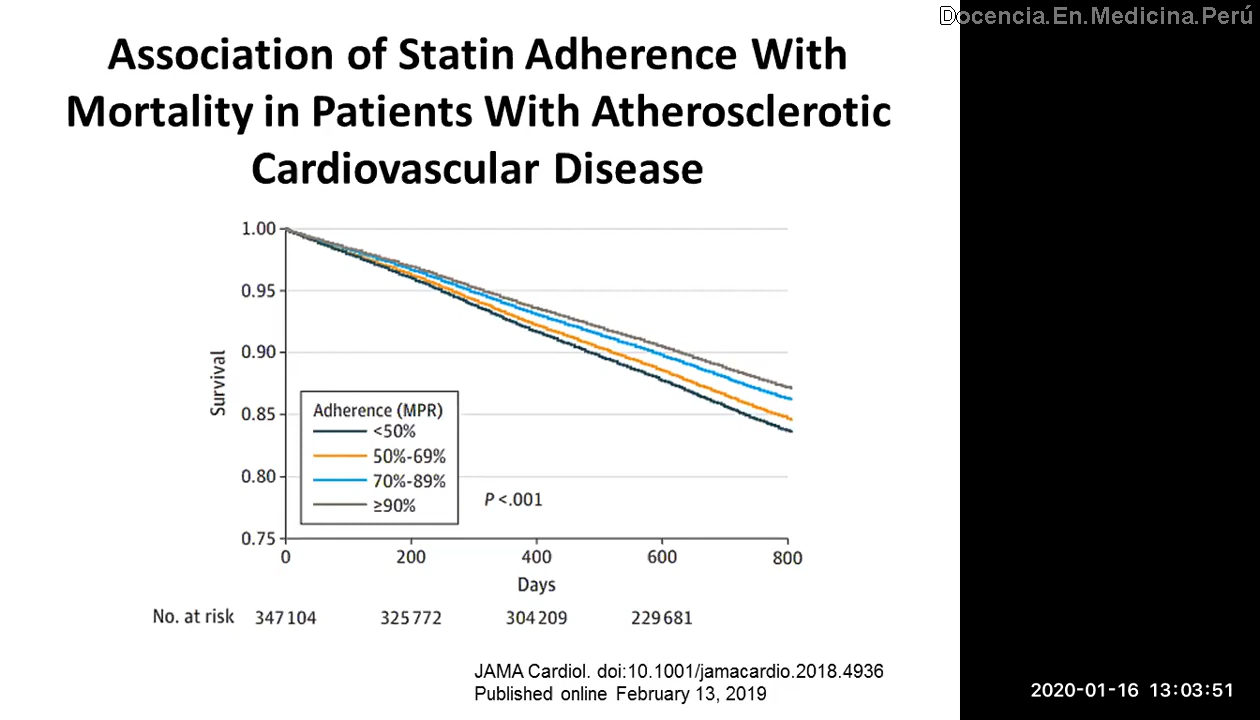 Docencia.En.Medicina.Perú
Association of Statin Adherence With
Mortality in Patients With Atherosclerotic
Cardiovascular Disease
1.00
0.95
0.90
0.85
0.80
0.75
Survival
Adherence (MPR)
<50%
50%-69%
70%-89%
≥90%
P <.001
0 200 400 600 800
Days
No. at risk 347104 325772 304209 229681
JAMA Cardiol. doi:10.1001/jamacardio.2018.4936
Published online February 13, 2019
2020-01-16 13:03:51